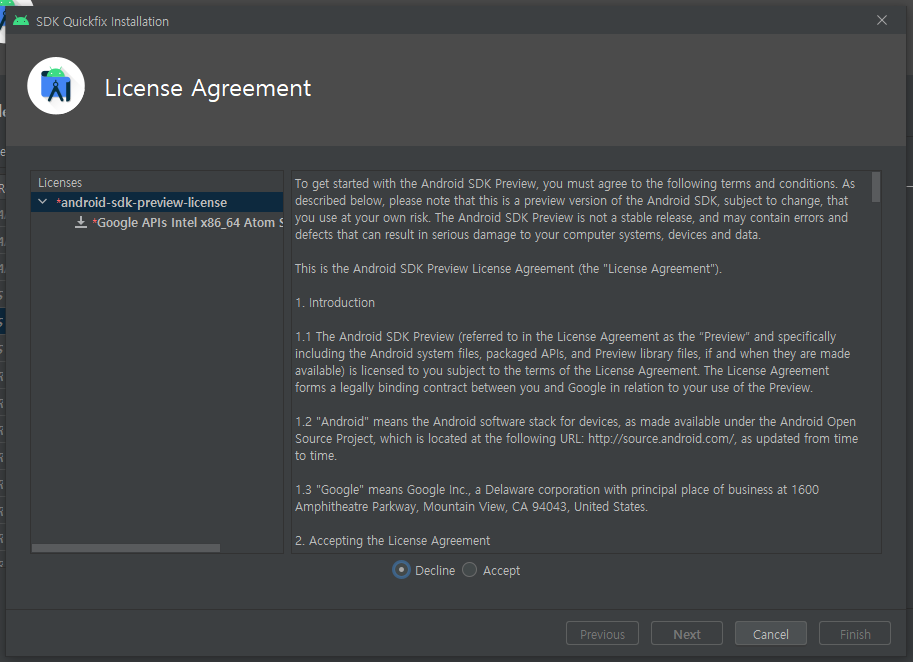 SDK Quickfix Installation
License Agreement
Licenses
*android-sdk-preview-license
*Google APIs Intel x86_64 Atom S
To get started with the Android SDK Preview, you must agree to the following terms and conditions. As
described below, please note that this is a preview version of the Android SDK, subject to change, that
you use at your own risk. The Android SDK Preview is not a stable release, and may contain errors and
defects that can result in serious damage to your computer systems, devices and data.
This is the Android SDK Preview License Agreement (the "License Agreement").
1. Introduction
1.1 The Android SDK Preview (referred to in the License Agreement as the "Preview" and specifically
including the Android system files, packaged APIs, and Preview library files, if and when they are made
available) is licensed to you subject to the terms of the License Agreement. The License Agreement
forms a legally binding contract between you and Google in relation to your use of the Preview.
1.2 "Android" means the Android software stack for devices, as made available under the Android Open
Source Project, which is located at the following URL: http://source.android.com/, as updated from time
to time.
1.3 "Google" means Google Inc., a Delaware corporation with principal place of business at 1600
Amphitheatre Parkway, Mountain View, CA 94043, United States.
2. Accepting the License Agreement
Decline Accept
Previous Next Cancel Finish